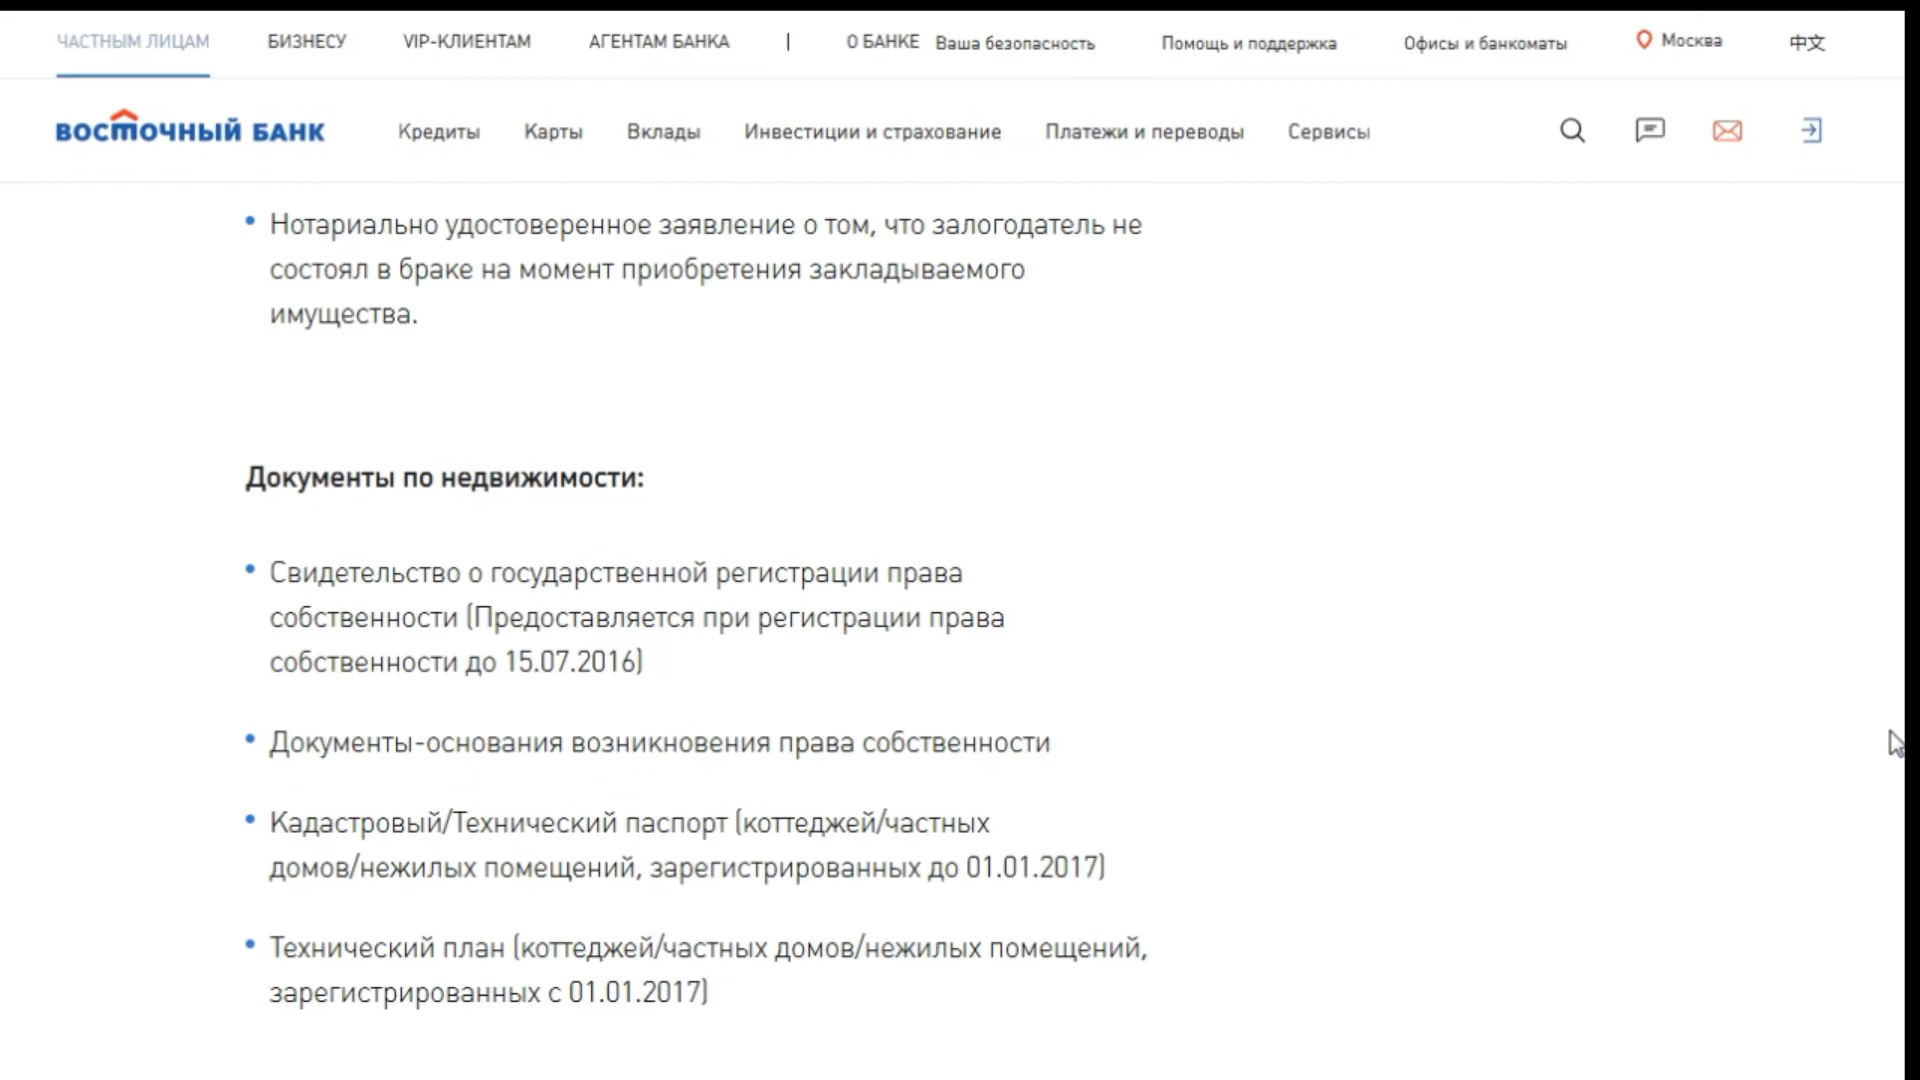 ЧАСТНЫМ ЛИЦАМ БИЗНЕСУ VIP-КЛИЕНТАМ АГЕНТАМ БАНКА | О БАНКЕ Ваша безопасность Помощь и поддержка Офисы и банкоматы Москва 中文
ВОСТОЧНЫЙ БАНК Кредиты Карты Вклады Инвестиции и страхование Платежи и переводы Сервисы
• Нотариально удостоверенное заявление о том, что залогодатель не
состоял в браке на момент приобретения закладываемого
имущества.
Документы по недвижимости:
• Свидетельство о государственной регистрации права
собственности (Предоставляется при регистрации права
собственности до 15.07.2016)
• Документы-основания возникновения права собственности
• Кадастровый/Технический паспорт (коттеджей/частных
домов/нежилых помещений, зарегистрированных до 01.01.2017)
• Технический план (коттеджей/частных домов/нежилых помещений,
зарегистрированных с 01.01.2017)